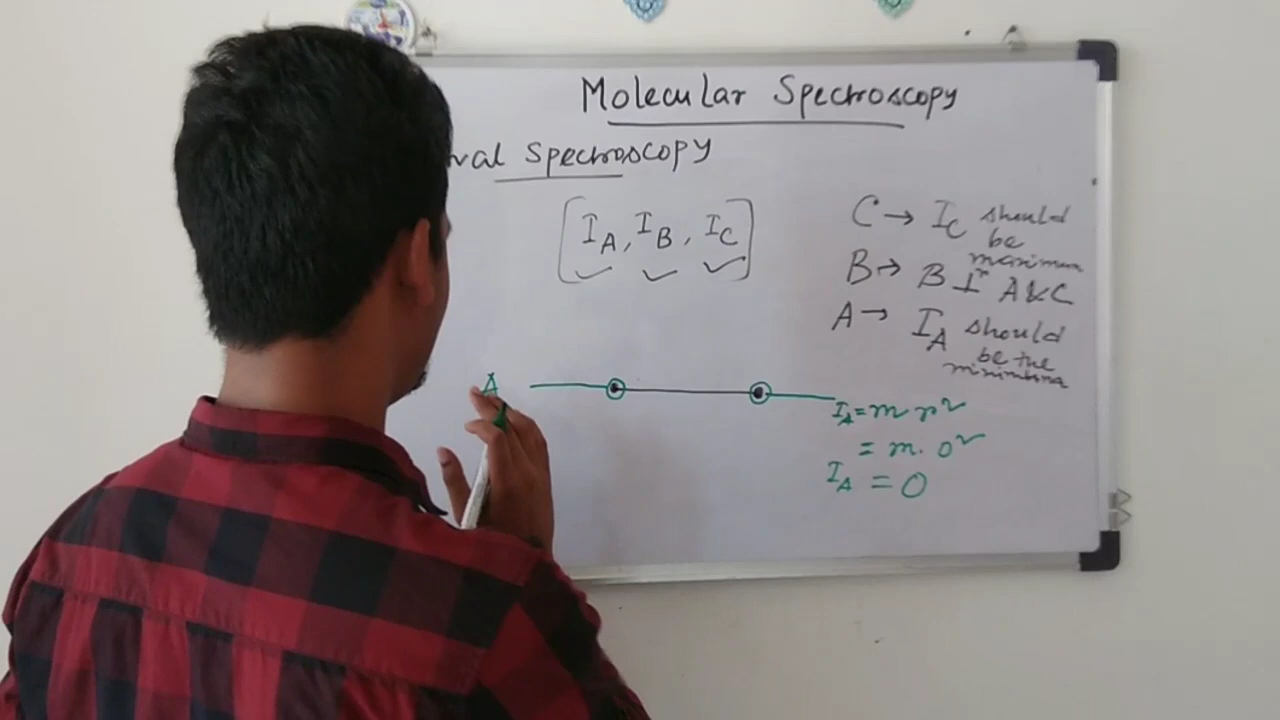 Molecular Spectroscopy
Spectroscopy
[I_A, I_B, I_C]
C → I_C should
be
maximum
B → B ⊥ʳ A & C
A → I_A should
be the
minimum
A
I_A = m r²
= m. 0²
I_A = 0